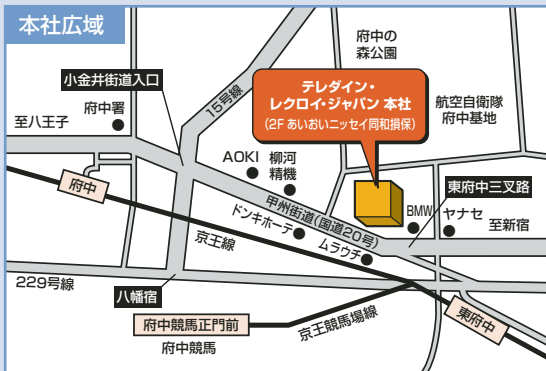 本社広域
府中の
森公園
小金井街道入口
15号線
テレダイン・
レクロイ・ジャパン 本社
(2F あいおいニッセイ同和損保)
航空自衛隊
府中基地
府中署
至八王子
AOKI
柳河
精機
府中
東府中三叉路
甲州街道(国道20号)
BMW
ヤナセ
至新宿
ドンキホーテ
ムラウチ
京王線
229号線
八幡宿
府中競馬正門前
府中競馬
京王競馬場線
東府中